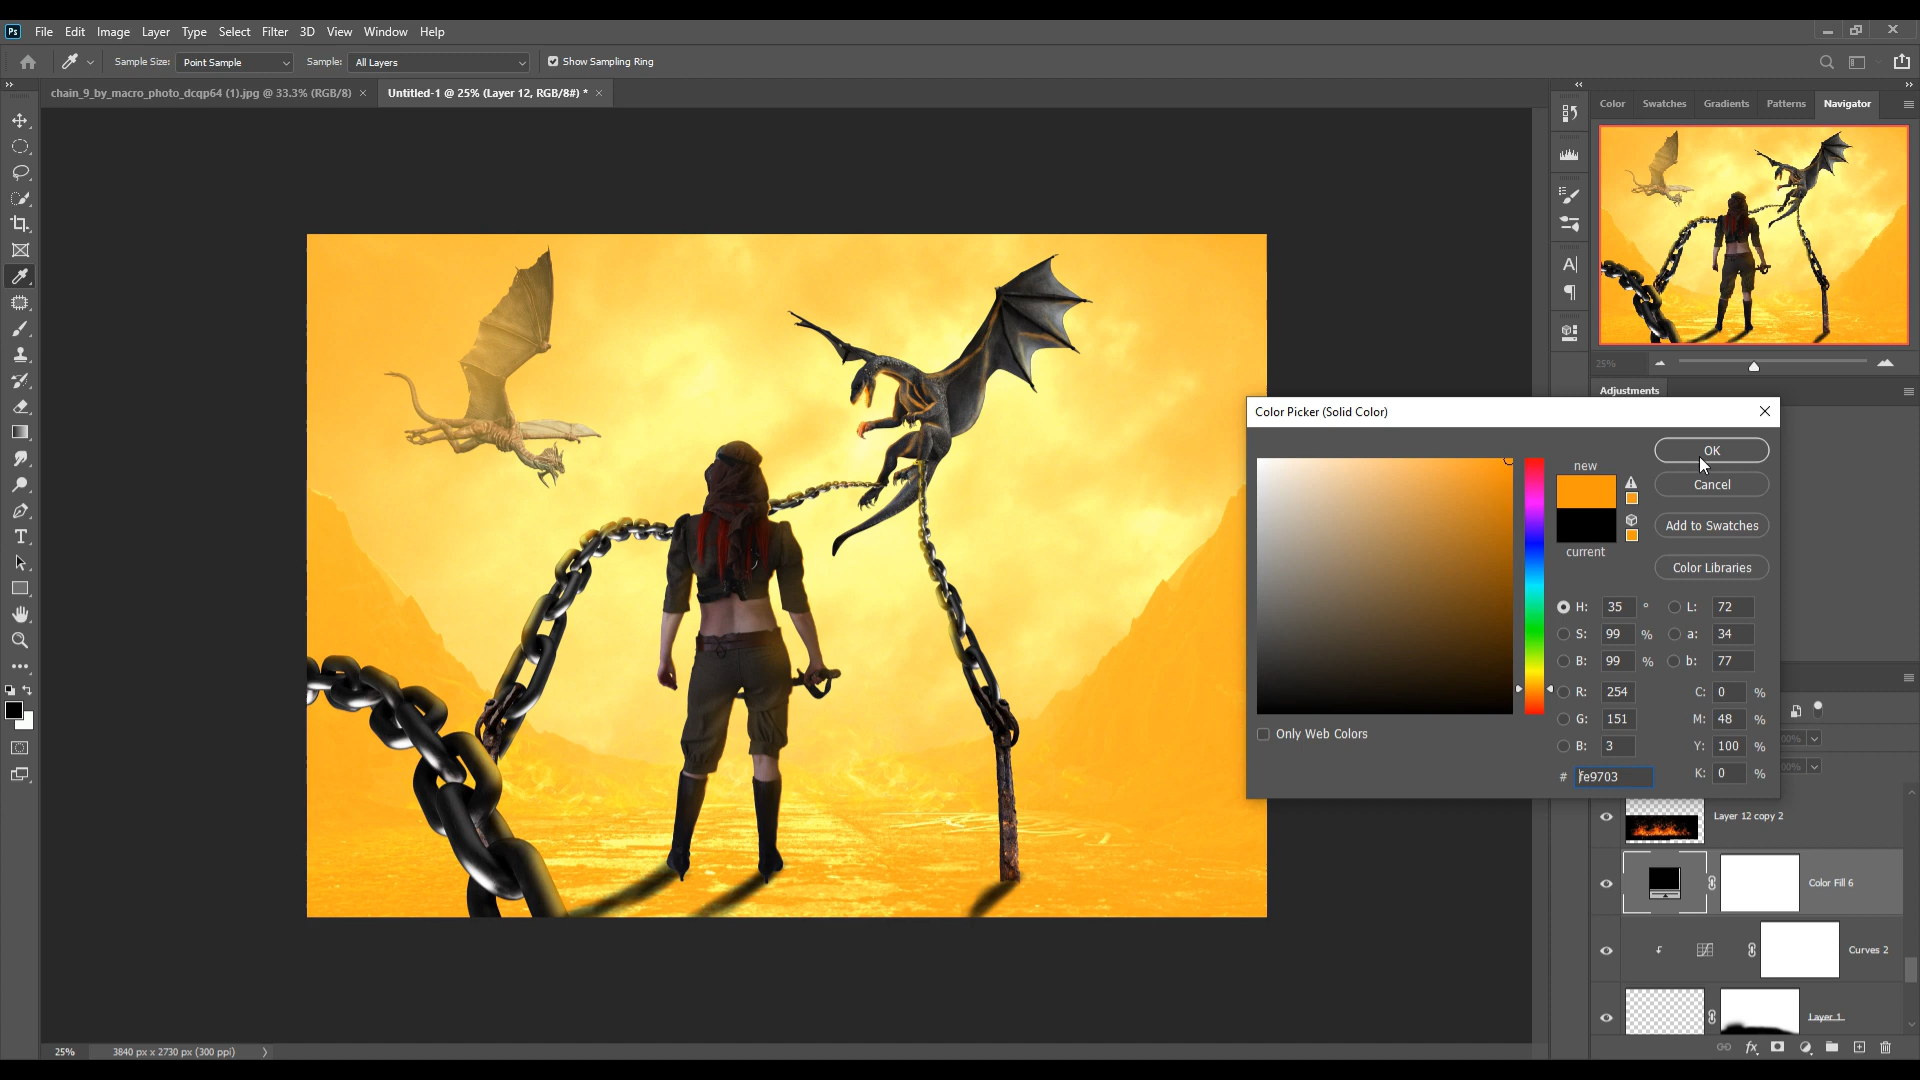 Ps File Edit Image Layer Type Select Filter 3D View Window Help
Sample Size: Point Sample Sample: All Layers Show Sampling Ring
chain_9_by_macro_photo_dcqp64 (1).jpg @ 33.3% (RGB/8) × Untitled-1 @ 25% (Layer 12, RGB/8#) * ×
Color Swatches Gradients Patterns Navigator
25%
Adjustments
Color Picker (Solid Color)
new
current
OK
Cancel
Add to Swatches
Color Libraries
H: 35 ° L: 72
S: 99 % a: 34
B: 99 % b: 77
R: 254 C: 0 %
G: 151 M: 48 %
B: 3 Y: 100 %
# fe9703 K: 0 %
Only Web Colors
Layer 12 copy 2
Color Fill 6
Curves 2
Layer 1
fx
25% 3840 px x 2730 px (300 ppi)